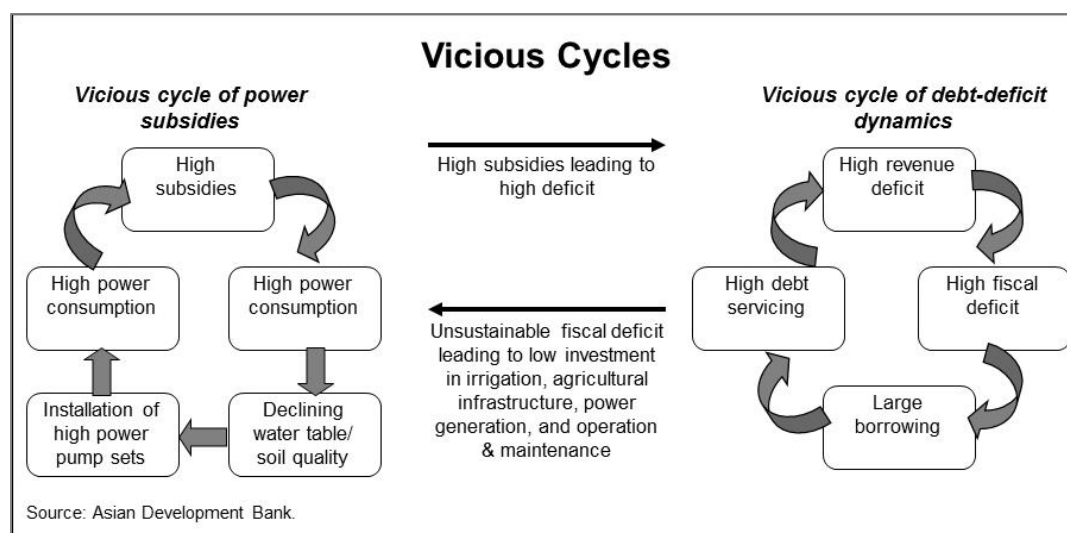 Vicious Cycles
Vicious cycle of power
subsidies
High
subsidies
High power
consumption
High power
consumption
Installation of
high power
pump sets
Declining
water table/
soil quality
High subsidies leading to
high deficit
Unsustainable fiscal deficit
leading to low investment
in irrigation, agricultural
infrastructure, power
generation, and operation
& maintenance
Vicious cycle of debt-deficit
dynamics
High revenue
deficit
High debt
servicing
High fiscal
deficit
Large
borrowing
Source: Asian Development Bank.